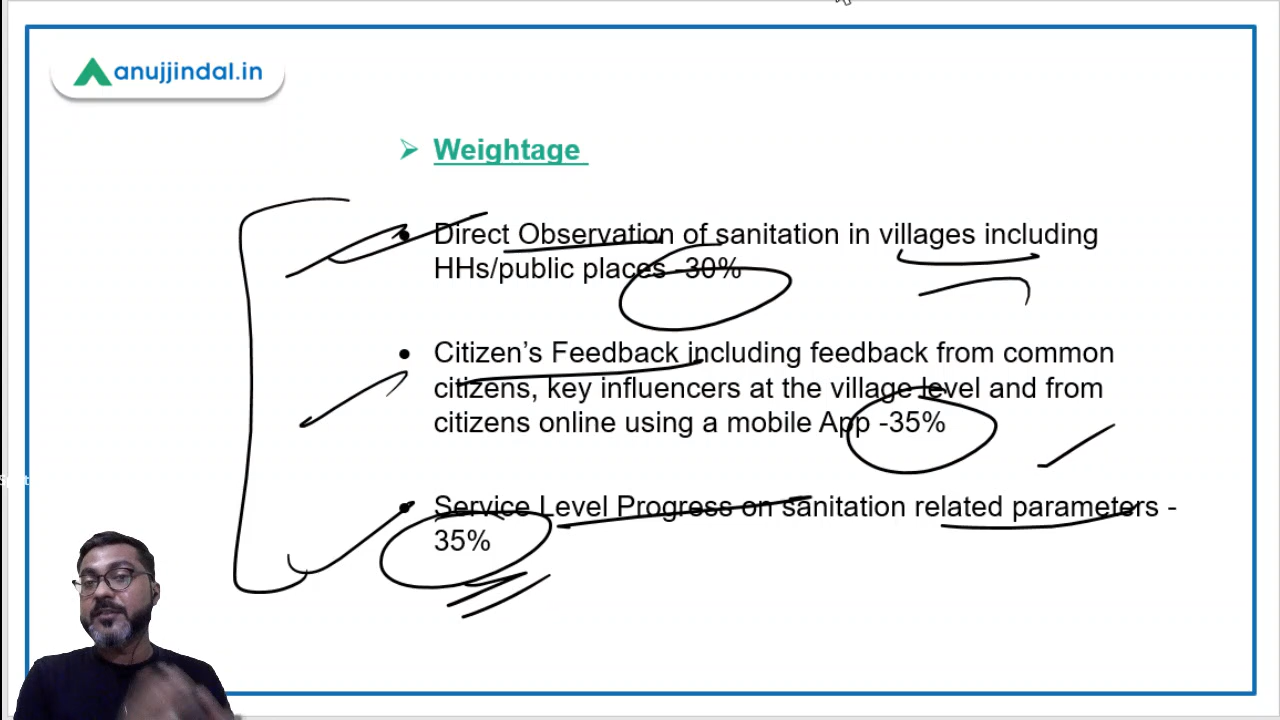 anujjindal.in
Weightage
Direct Observation of sanitation in villages including
HHs/public places -30%
Citizen's Feedback including feedback from common
citizens, key influencers at the village level and from
citizens online using a mobile App -35%
Service Level Progress on sanitation related parameters -
35%